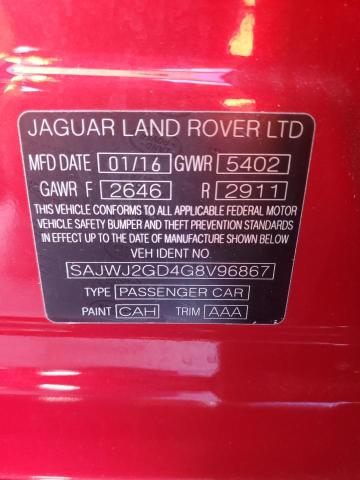 JAGUAR LAND ROVER LTD
MFD DATE 01/16 GVWR 5402
GAWR F 2646 R 2911
THIS VEHICLE CONFORMS TO ALL APPLICABLE FEDERAL MOTOR
VEHICLE SAFETY BUMPER AND THEFT PREVENTION STANDARDS
IN EFFECT UP TO THE DATE OF MANUFACTURE SHOWN ABOVE
VEH IDENT NO
SAJWJ2GD4G8V96867
TYPE PASSENGER CAR
PAINT CAH TRIM AAA